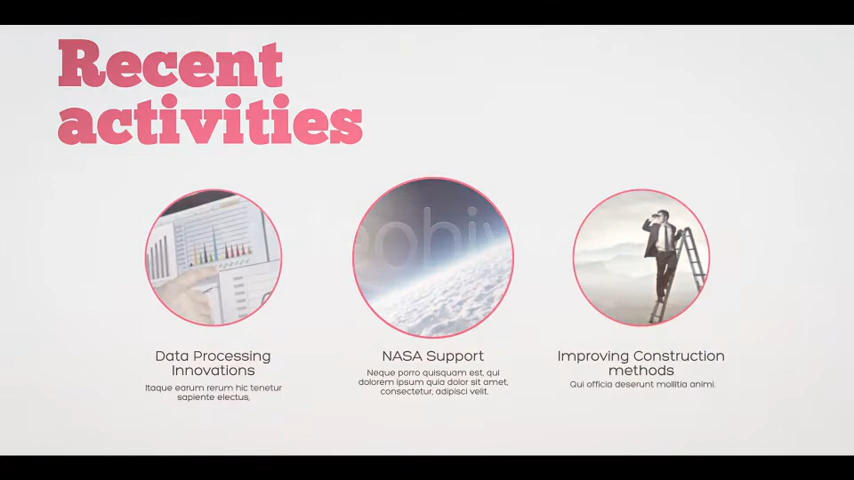 Recent
activities
Data Processing
Innovations
Itaque earum rerum hic tenetur
sapiente electus,
NASA Support
Neque porro quisquam est, qui
dolorem ipsum quia dolor sit amet,
consectetur, adipisci velit.
Improving Construction
methods
Qui officia deserunt mollitia animi.